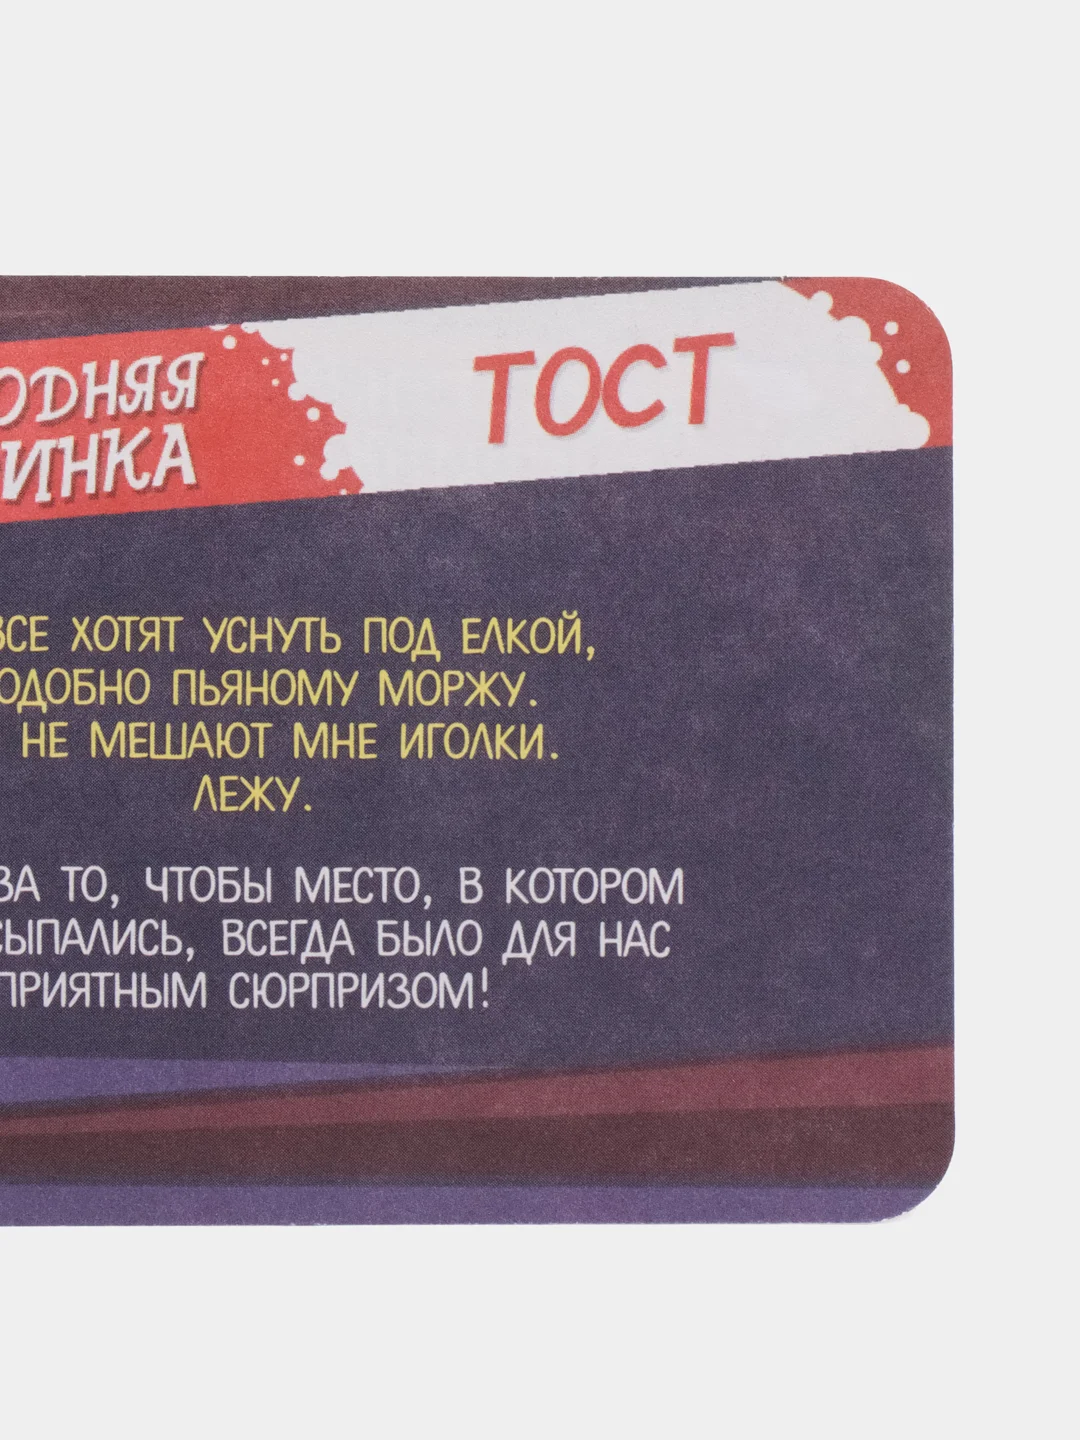 ОДНЯЯ
ИНКА
ТОСТ
ВСЕ ХОТЯТ УСНУТЬ ПОД ЕЛКОЙ,
ОДОБНО ПЬЯНОМУ МОРЖУ.
НЕ МЕШАЮТ МНЕ ИГОЛКИ.
ЛЕЖУ.
ЗА ТО, ЧТОБЫ МЕСТО, В КОТОРОМ
СЫПАЛИСЬ, ВСЕГДА БЫЛО ДЛЯ НАС
ПРИЯТНЫМ СЮРПРИЗОМ!